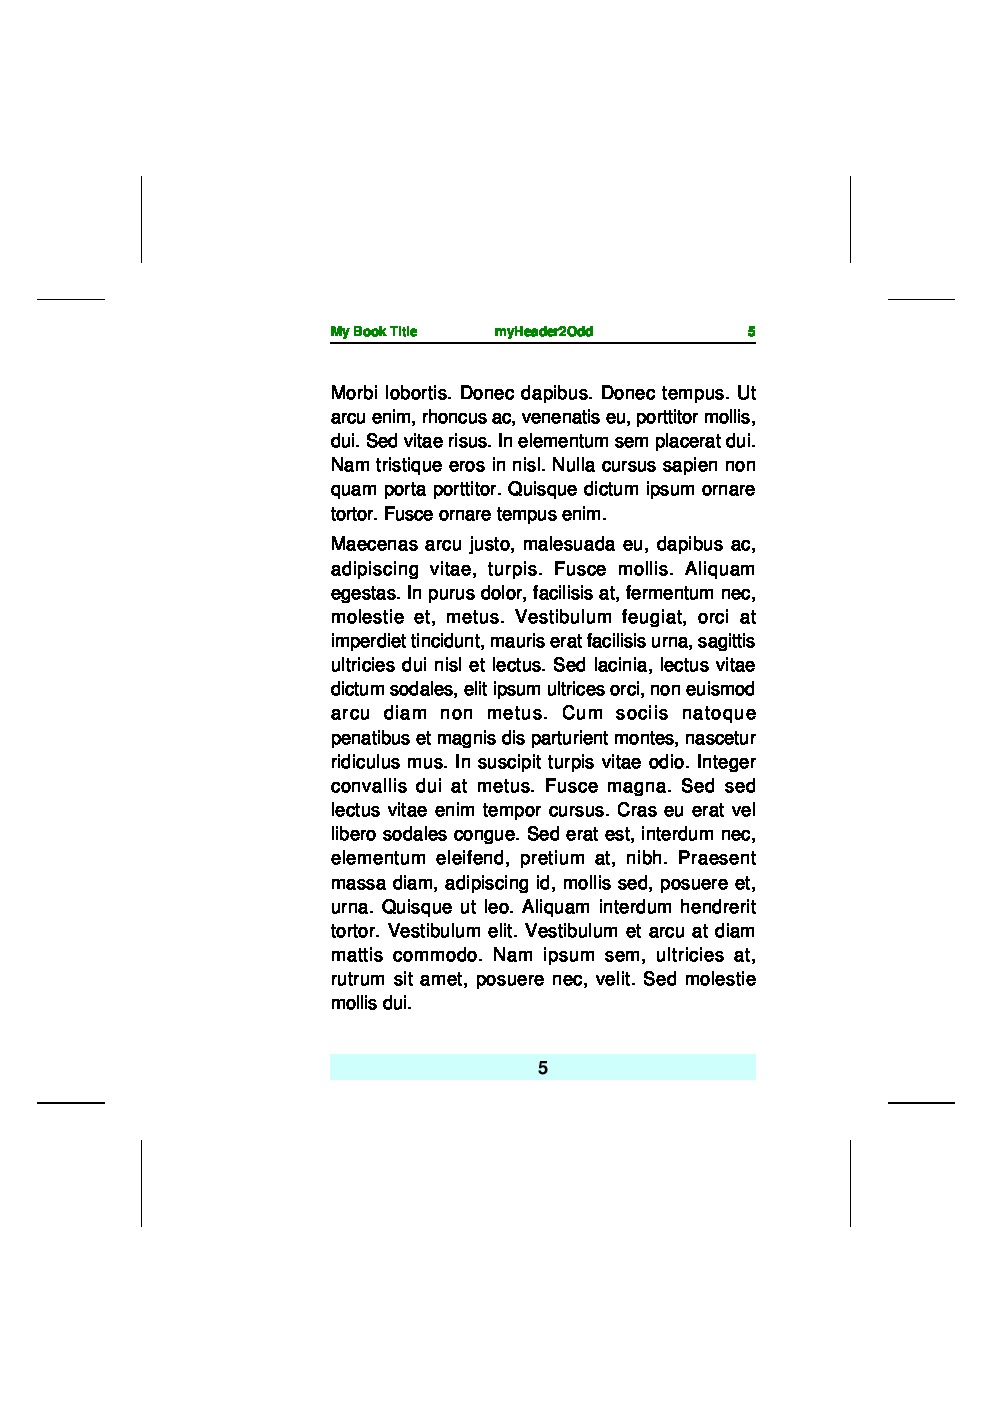 My Book Title myHeader2Odd 5
Morbi lobortis. Donec dapibus. Donec tempus. Ut
arcu enim, rhoncus ac, venenatis eu, porttitor mollis,
dui. Sed vitae risus. In elementum sem placerat dui.
Nam tristique eros in nisl. Nulla cursus sapien non
quam porta porttitor. Quisque dictum ipsum ornare
tortor. Fusce ornare tempus enim.
Maecenas arcu justo, malesuada eu, dapibus ac,
adipiscing vitae, turpis. Fusce mollis. Aliquam
egestas. In purus dolor, facilisis at, fermentum nec,
molestie et, metus. Vestibulum feugiat, orci at
imperdiet tincidunt, mauris erat facilisis urna, sagittis
ultricies dui nisl et lectus. Sed lacinia, lectus vitae
dictum sodales, elit ipsum ultrices orci, non euismod
arcu diam non metus. Cum sociis natoque
penatibus et magnis dis parturient montes, nascetur
ridiculus mus. In suscipit turpis vitae odio. Integer
convallis dui at metus. Fusce magna. Sed sed
lectus vitae enim tempor cursus. Cras eu erat vel
libero sodales congue. Sed erat est, interdum nec,
elementum eleifend, pretium at, nibh. Praesent
massa diam, adipiscing id, mollis sed, posuere et,
urna. Quisque ut leo. Aliquam interdum hendrerit
tortor. Vestibulum elit. Vestibulum et arcu at diam
mattis commodo. Nam ipsum sem, ultricies at,
rutrum sit amet, posuere nec, velit. Sed molestie
mollis dui.
5